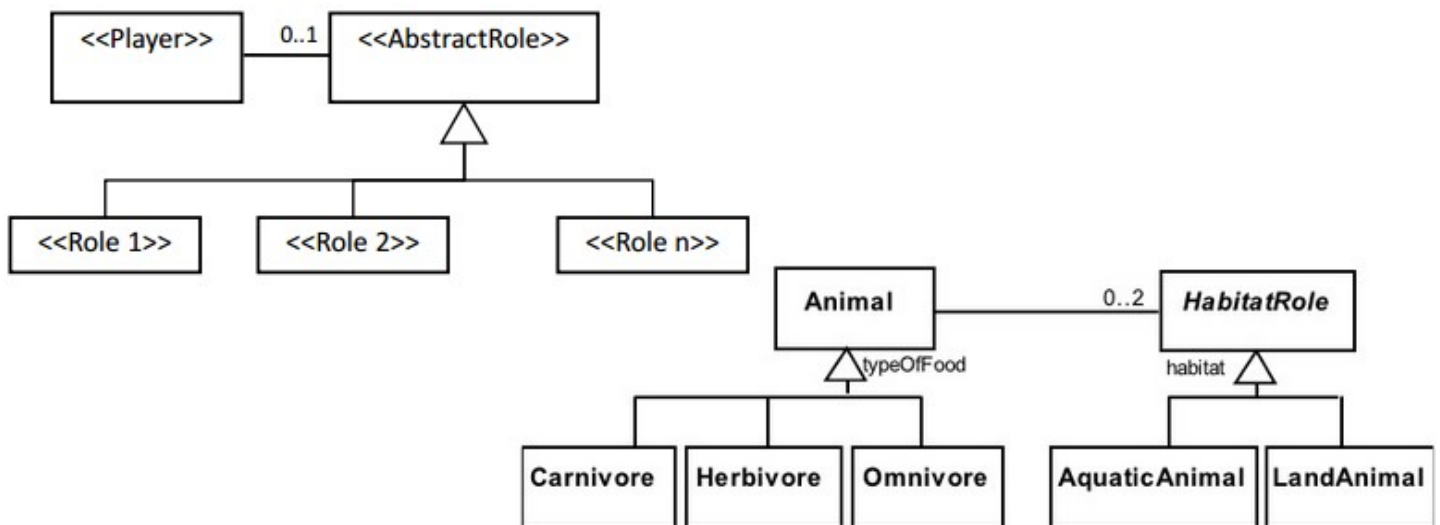 <<Player>>
0..1
<<AbstractRole>>
<<Role 1>>
<<Role 2>>
<<Role n>>
Animal
0..2
HabitatRole
typeOfFood
habitat
Carnivore
Herbivore
Omnivore
AquaticAnimal
LandAnimal